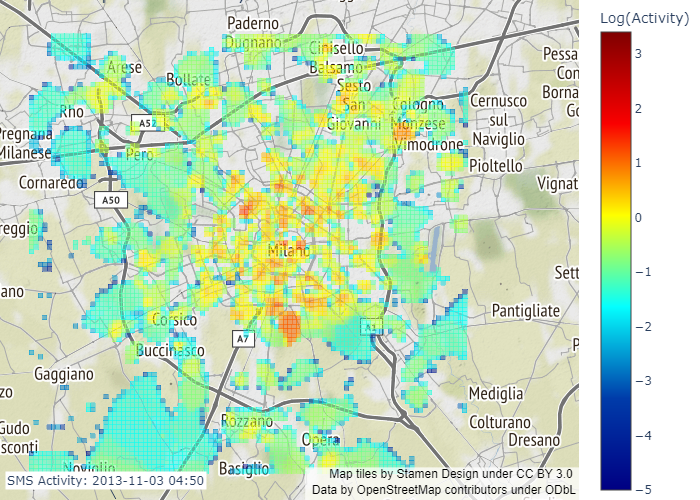 Log(Activity)
Paderno
Dugnano
Cinisello
Balsamo
Arese
Bollate
Sesto
San
Giovanni
Cologno
Monzese
Vimodrone
Cernusco
sul
Naviglio
Pessa
Con
Borna
Go
Rho
A52
Pregnana
Milanese
Pero
Pioltello
Cornaredo
Vignat
A50
reggio
Milano
Sett
ano
Pantigliate
Corsico
A7
A1
Buccinasco
P
Gaggiano
zo
Mediglia
Rozzano
Colturano
Gudo
sconti
Opera
Dresano
Noviglio
Basiglio
SMS Activity: 2013-11-03 04:50
Map tiles by Stamen Design under CC BY 3.0
Data by OpenStreetMap contributors under ODbL
3
2
1
0
−1
−2
−3
−4
−5